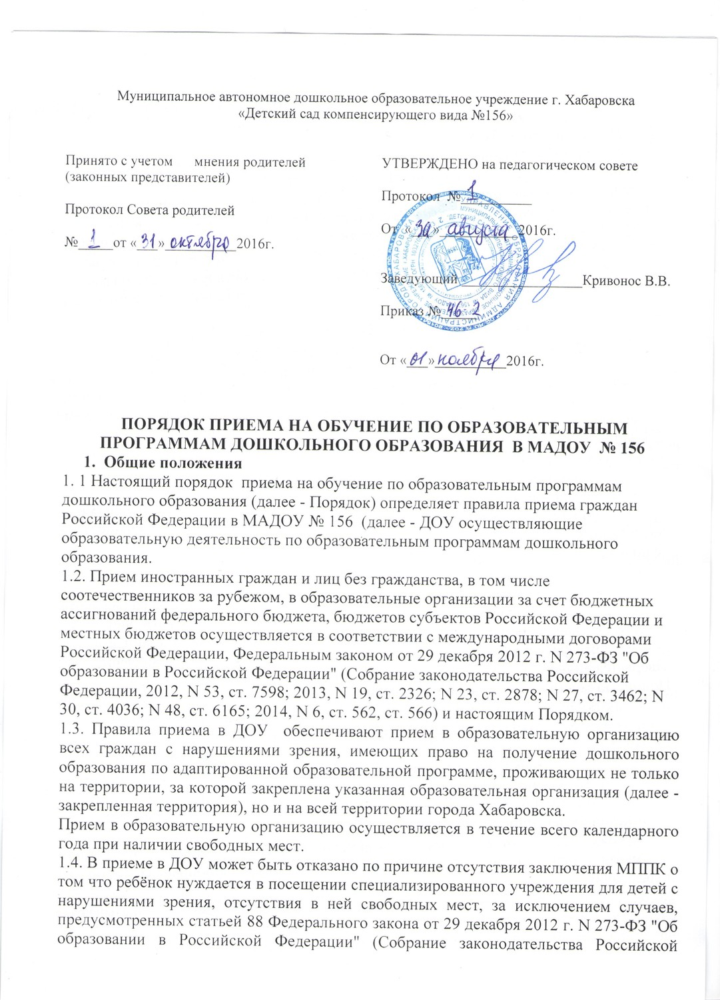 Муниципальное автономное дошкольное образовательное учреждение г. Хабаровска
«Детский сад компенсирующего вида №156»
Принято с учетом мнения родителей
(законных представителей)
Протокол Совета родителей
№ 1 от « 31 » октября 2016г.
УТВЕРЖДЕНО на педагогическом совете
Протокол № 1
От « 30 » августа 2016г.
Заведующий Кривонос В.В.
Приказ № 46
От « 01 » ноября 2016г.
ПОРЯДОК ПРИЕМА НА ОБУЧЕНИЕ ПО ОБРАЗОВАТЕЛЬНЫМ
ПРОГРАММАМ ДОШКОЛЬНОГО ОБРАЗОВАНИЯ В МАДОУ № 156
1. Общие положения
1. 1 Настоящий порядок приема на обучение по образовательным программам
дошкольного образования (далее - Порядок) определяет правила приема граждан
Российской Федерации в МАДОУ № 156 (далее - ДОУ осуществляющие
образовательную деятельность по образовательным программам дошкольного
образования.
1.2. Прием иностранных граждан и лиц без гражданства, в том числе
соотечественников за рубежом, в образовательные организации за счет бюджетных
ассигнований федерального бюджета, бюджетов субъектов Российской Федерации и
местных бюджетов осуществляется в соответствии с международными договорами
Российской Федерации, Федеральным законом от 29 декабря 2012 г. N 273-ФЗ "Об
образовании в Российской Федерации" (Собрание законодательства Российской
Федерации, 2012, N 53, ст. 7598; 2013, N 19, ст. 2326; N 23, ст. 2878; N 27, ст. 3462; N
30, ст. 4036; N 48, ст. 6165; 2014, N 6, ст. 562, ст. 566) и настоящим Порядком.
1.3. Правила приема в ДОУ обеспечивают прием в образовательную организацию
всех граждан с нарушениями зрения, имеющих право на получение дошкольного
образования по адаптированной образовательной программе, проживающих не только
на территории, за которой закреплена указанная образовательная организация (далее -
закрепленная территория), но и на всей территории города Хабаровска.
Прием в образовательную организацию осуществляется в течение всего календарного
года при наличии свободных мест.
1.4. В приеме в ДОУ может быть отказано по причине отсутствия заключения МППК о
том что ребёнок нуждается в посещении специализированного учреждения для детей с
нарушениями зрения, отсутствия в ней свободных мест, за исключением случаев,
предусмотренных статьей 88 Федерального закона от 29 декабря 2012 г. N 273-ФЗ "Об
образовании в Российской Федерации" (Собрание законодательства Российской